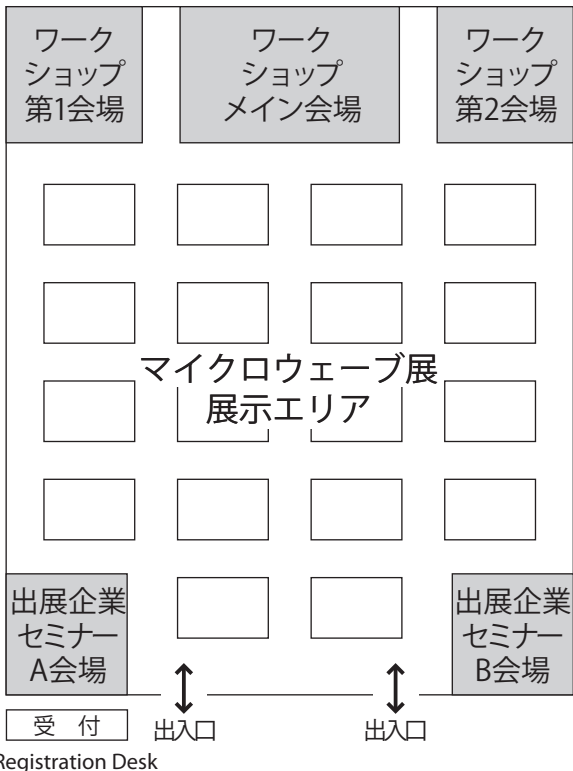 ワーク
ショップ
第1会場
ワーク
ショップ
メイン会場
ワーク
ショップ
第2会場
マイクロウェーブ展
展示エリア
出展企業
セミナー
A会場
出展企業
セミナー
B会場
受 付
出入口
出入口
Registration Desk